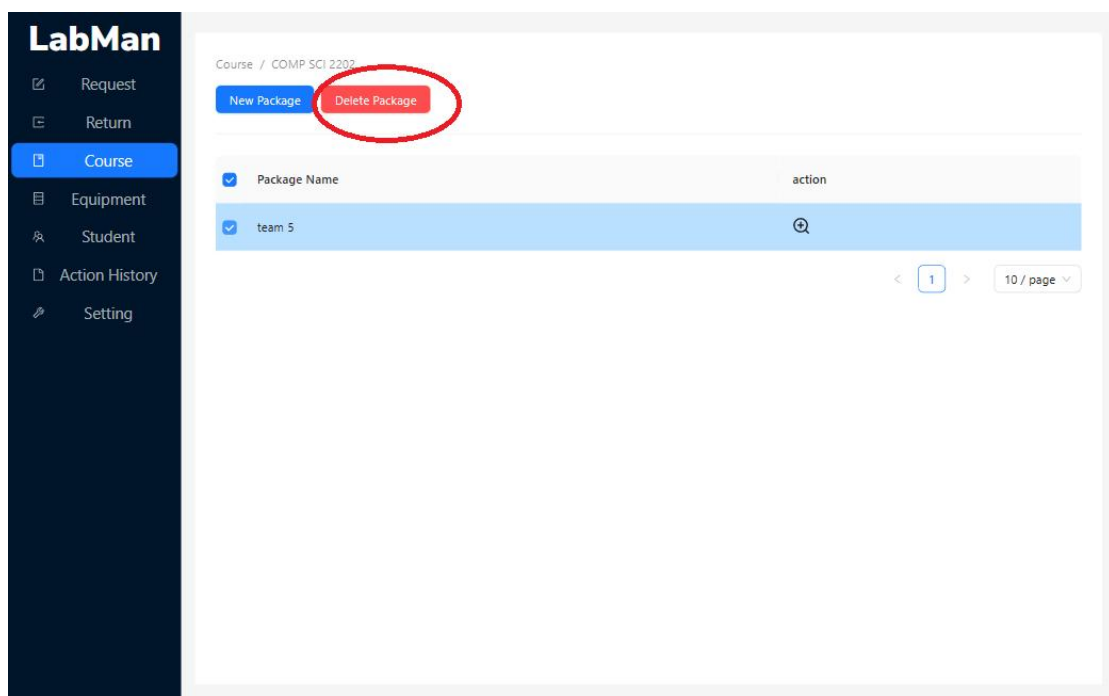 LabMan
Request
Return
Course
Equipment
Student
Action History
Setting
Course / COMP SCI 2202
New Package Delete Package
Package Name action
team 5
< 1 > 10 / page